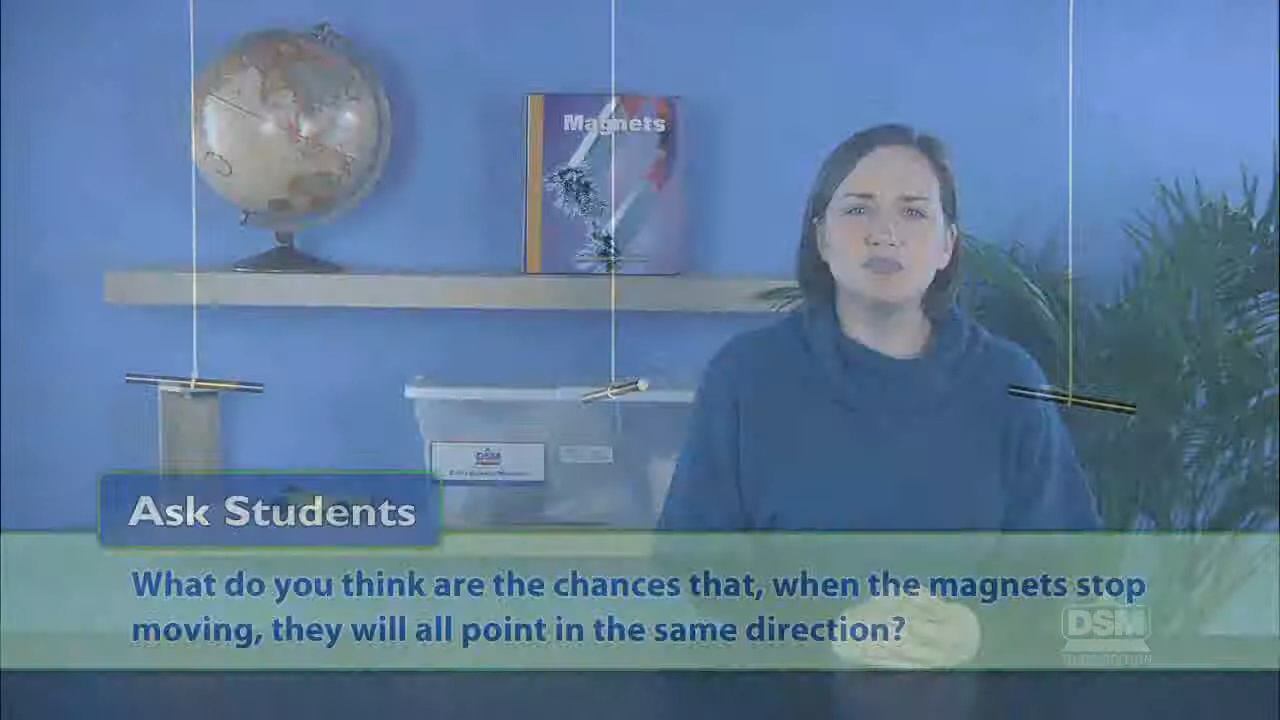 Magnets
DSM
Ask Students
What do you think are the chances that, when the magnets stop
moving, they will all point in the same direction?
DSM